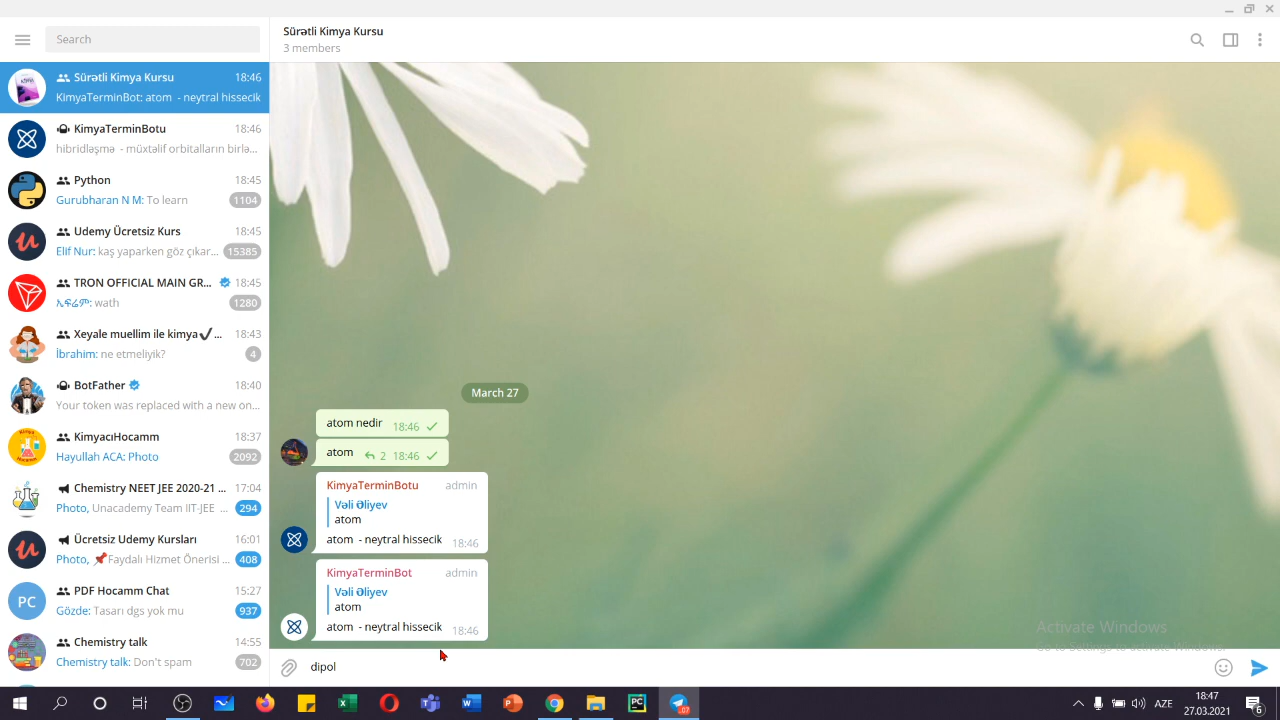 Search
Sürətli Kimya Kursu 18:46
KimyaTerminBot: atom - neytral hissecik
KimyaTerminBotu 18:46
hibridləşmə - müxtəlif orbitalların birlə...
Python 18:45
Gurubharan N M: To learn 1104
Udemy Ücretsiz Kurs 18:45
Elif Nur: kaş yaparken göz çıkar... 15385
TRON OFFICIAL MAIN GR... 18:45
wath 1280
Xeyale muellim ile kimya✔... 18:43
İbrahim: ne etmeliyik? 4
BotFather 18:40
Your token was replaced with a new on...
KimyacıHocamm 18:37
Hayullah ACA: Photo 2092
Chemistry NEET JEE 2020-21 ... 17:04
Photo, Unacademy Team IIT-JEE ... 294
Ücretsiz Udemy Kursları 16:01
Photo, 📌Faydalı Hizmet Önerisi ... 408
PC
PDF Hocamm Chat 15:27
Gözde: Tasarı dgs yok mu 937
Chemistry talk 14:55
Chemistry talk: Don't spam 702
Sürətli Kimya Kursu
3 members
March 27
atom nedir 18:46
atom 2 18:46
KimyaTerminBotu admin
Vəli Əliyev
atom
atom - neytral hissecik 18:46
KimyaTerminBot admin
Vəli Əliyev
atom
atom - neytral hissecik 18:46
Activate Windows
Go to Settings to activate Windows.
dipol
AZE
18:47
27.03.2021
6